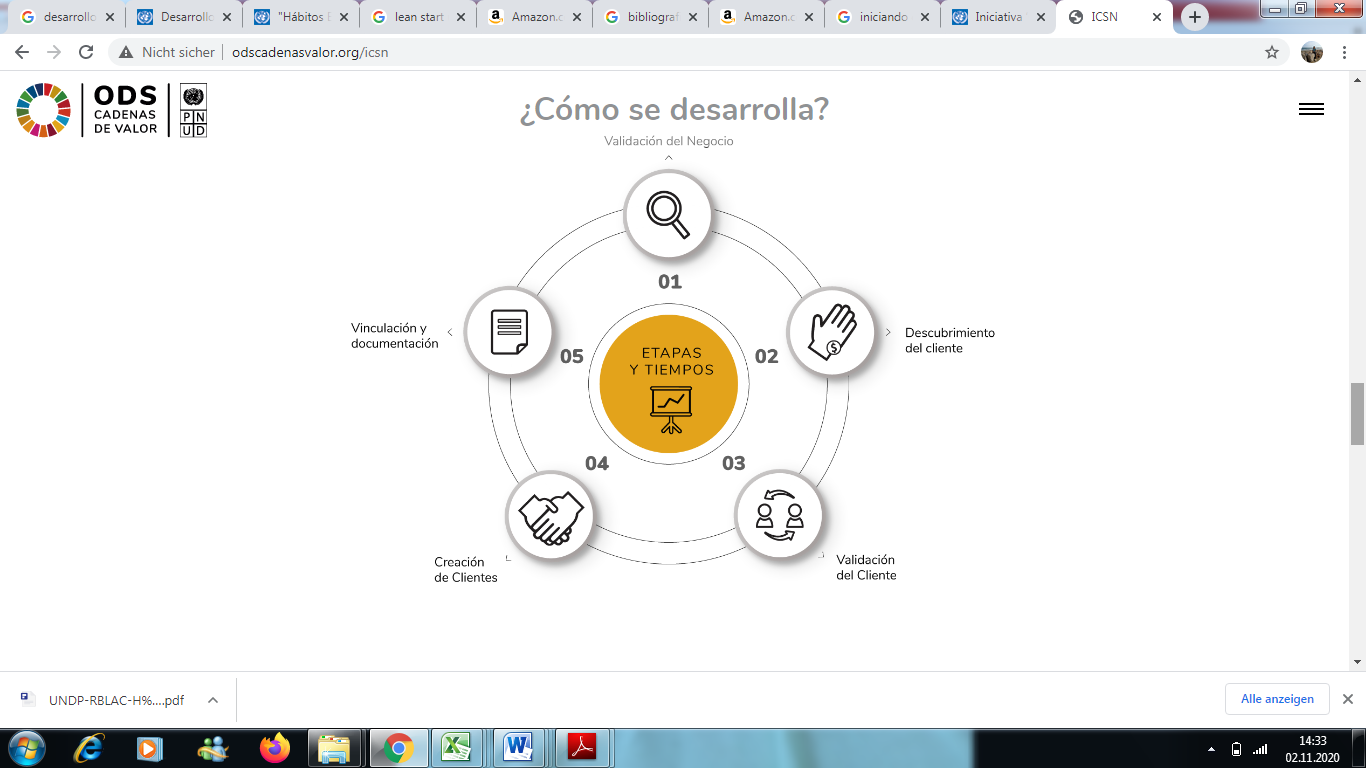 desarrollo
Desarrollo
"Hábitos E
lean start
Amazon.c
bibliograf
Amazon.c
iniciando
Iniciativa
ICSN
Nicht sicher
odscadenasvalor.org/icsn
ODS
CADENAS
DE VALOR
PN
UD
¿Cómo se desarrolla?
Validación del Negocio
01
Vinculación y
documentación
05
ETAPAS
Y TIEMPOS
02
Descubrimiento
del cliente
04
03
Creación
de Clientes
Validación
del Cliente
UNDP-RBLAC-H%....pdf
Alle anzeigen
14:33
02.11.2020